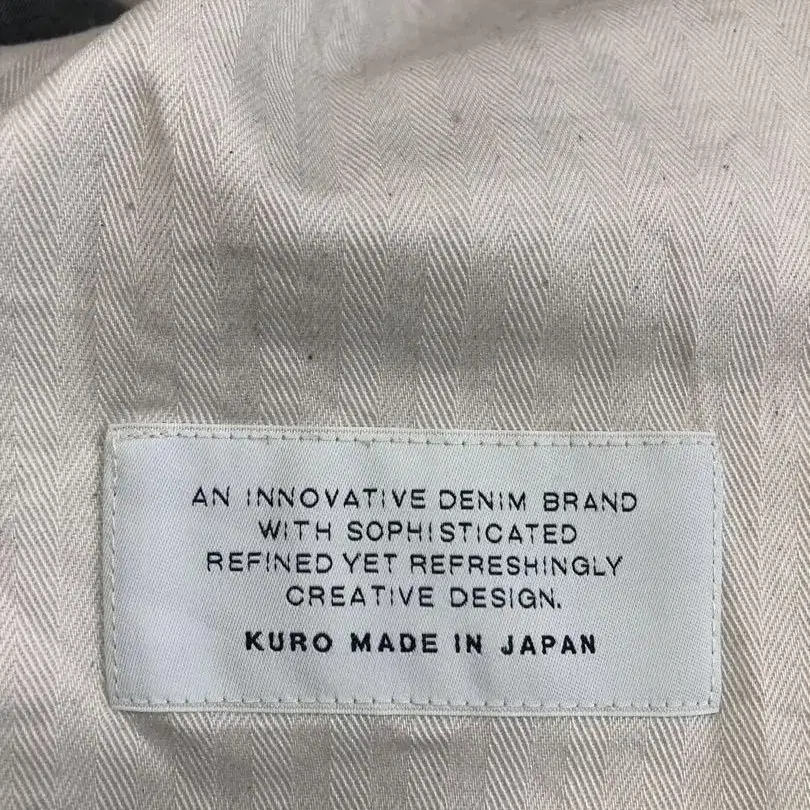 AN INNOVATIVE DENIM BRAND
WITH SOPHISTICATED
REFINED YET REFRESHINGLY
CREATIVE DESIGN.
KURO MADE IN JAPAN